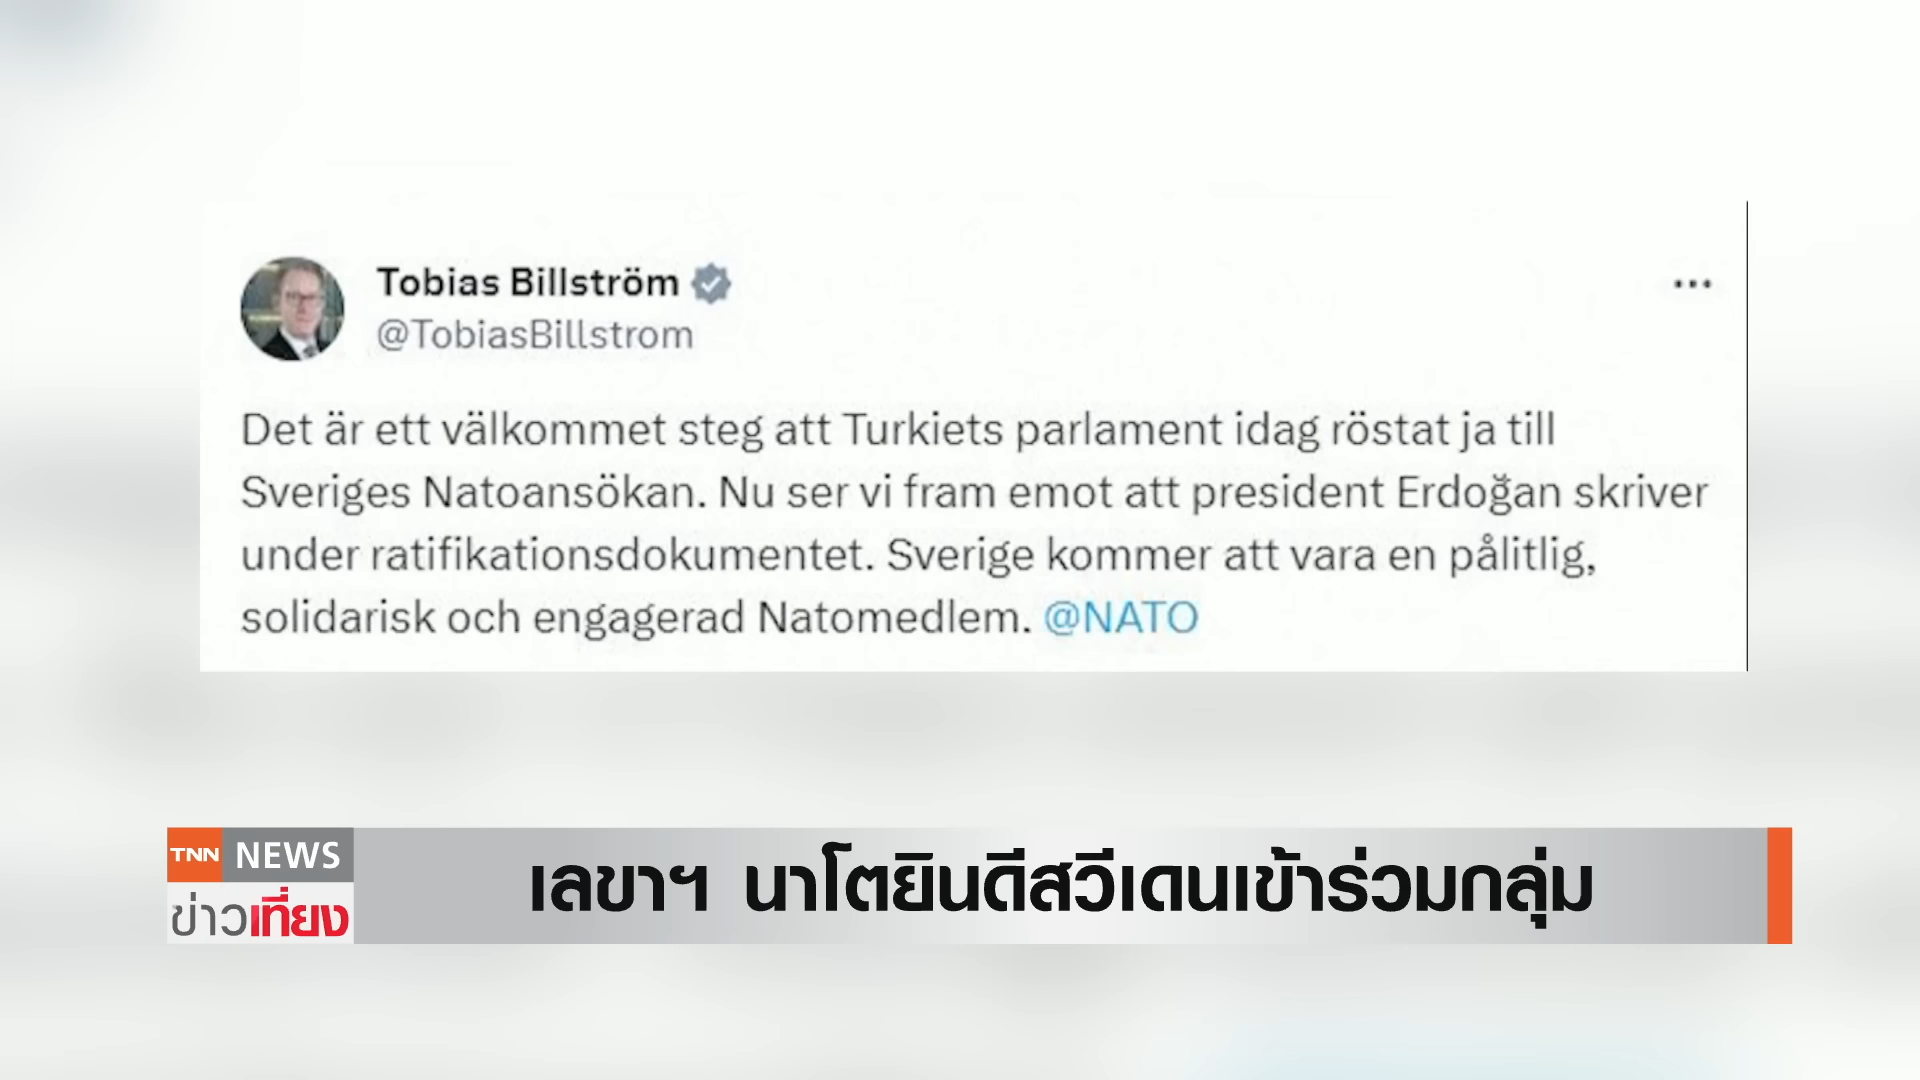 Tobias Billström
@TobiasBillstrom
Det är ett välkommet steg att Turkiets parlament idag röstat ja till
Sveriges Natoansökan. Nu ser vi fram emot att president Erdoğan skriver
under ratifikationsdokumentet. Sverige kommer att vara en pålitlig,
solidarisk och engagerad Natomedlem. @NATO
TNN NEWS
ข่าวเที่ยง
เลขาฯ นาโตยินดีสวีเดนเข้าร่วมกลุ่ม